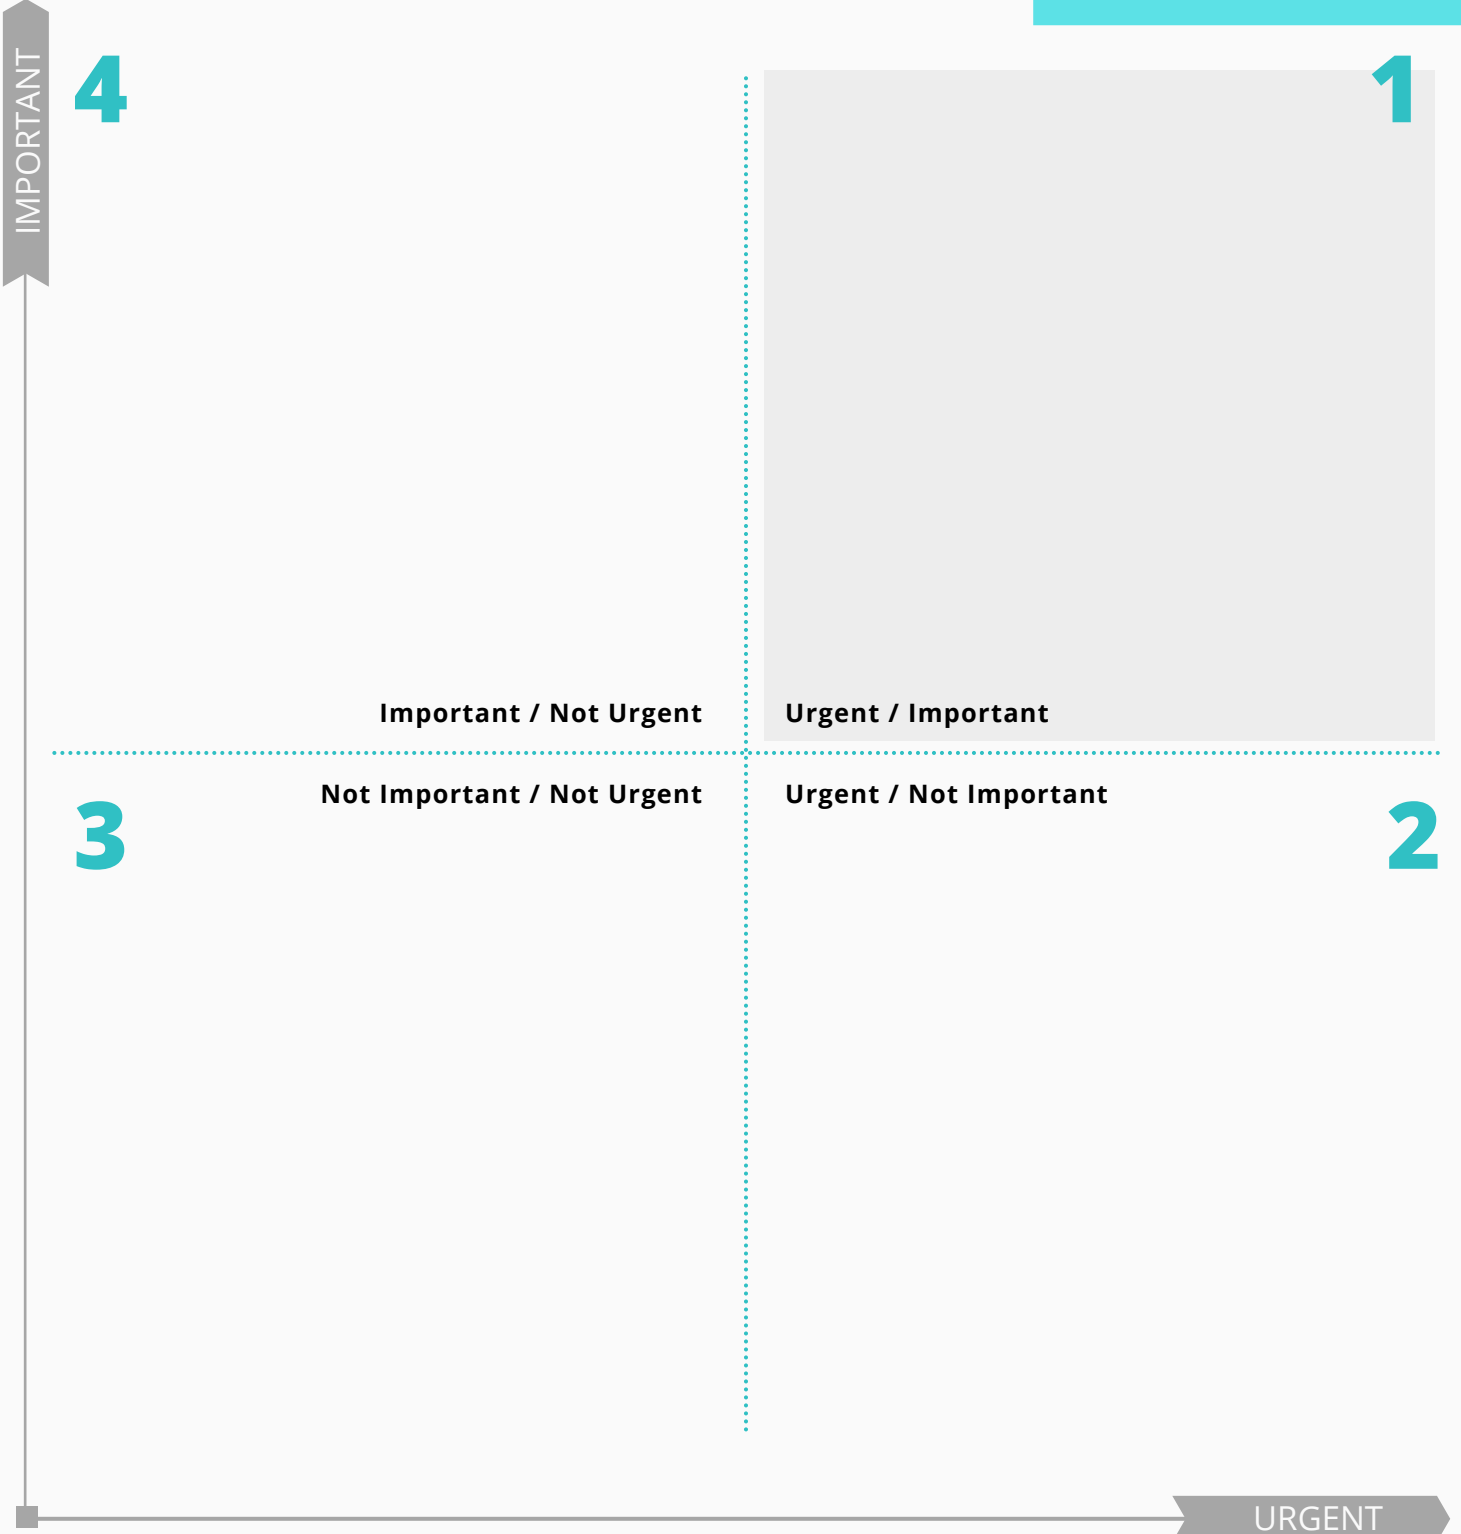 IMPORTANT
4
1
Important / Not Urgent
Urgent / Important
Not Important / Not Urgent
Urgent / Not Important
3
2
URGENT